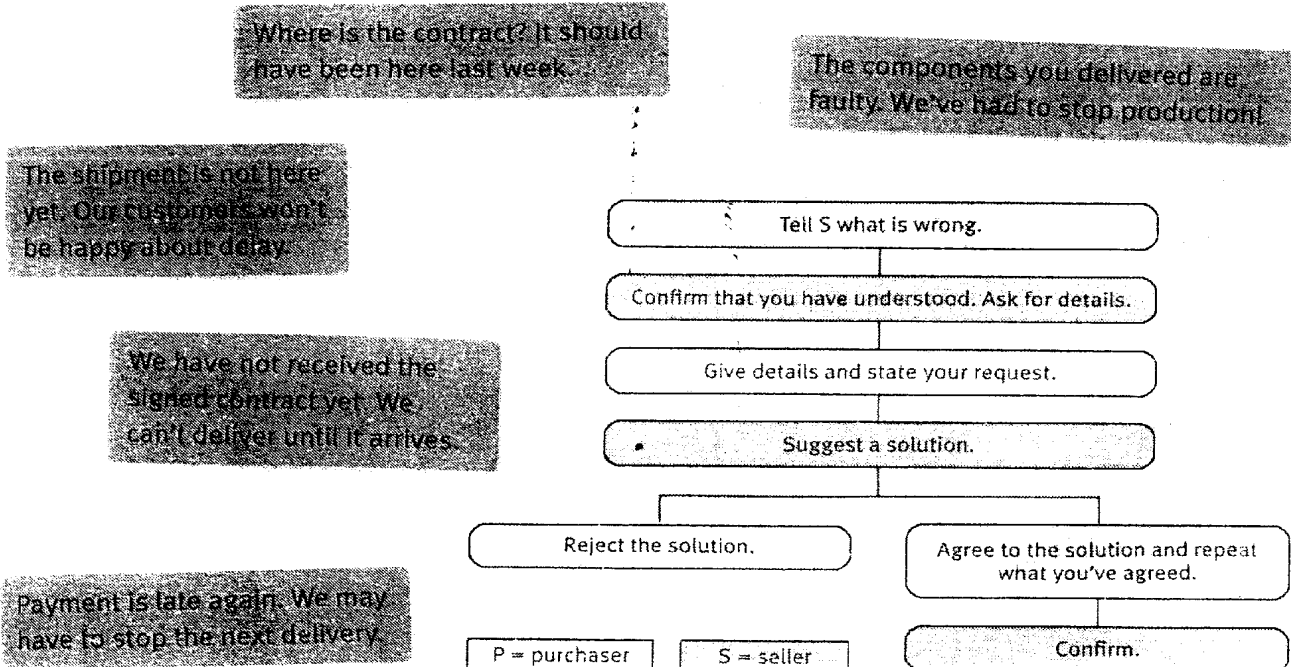 Where is the contract? It should
have been here last week.
The components you delivered are
faulty. We've had to stop production!
The shipment is not here
yet. Our customers won't
be happy about delay.
Tell S what is wrong.
Confirm that you have understood. Ask for details.
Give details and state your request.
We have not received the
signed contract yet. We
can't deliver until it arrives.
Suggest a solution.
Reject the solution.
Agree to the solution and repeat
what you've agreed.
Payment is late again. We may
have to stop the next delivery.
P = purchaser
S = seller
Confirm.